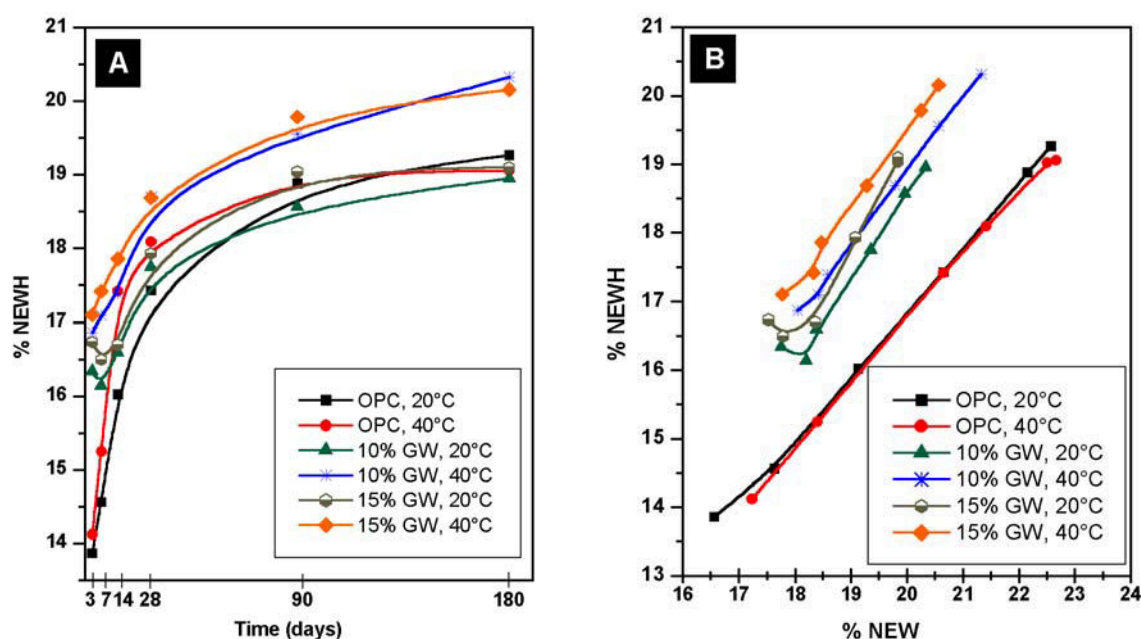 A
% NEWH
21
20
19
18
17
16
15
14
3 7 14 28 90 180
Time (days)
OPC, 20°C
OPC, 40°C
10% GW, 20°C
10% GW, 40°C
15% GW, 20°C
15% GW, 40°C
B
% NEWH
21
20
19
18
17
16
15
14
13
16 17 18 19 20 21 22 23 24
% NEW
OPC, 20°C
OPC, 40°C
10% GW, 20°C
10% GW, 40°C
15% GW, 20°C
15% GW, 40°C